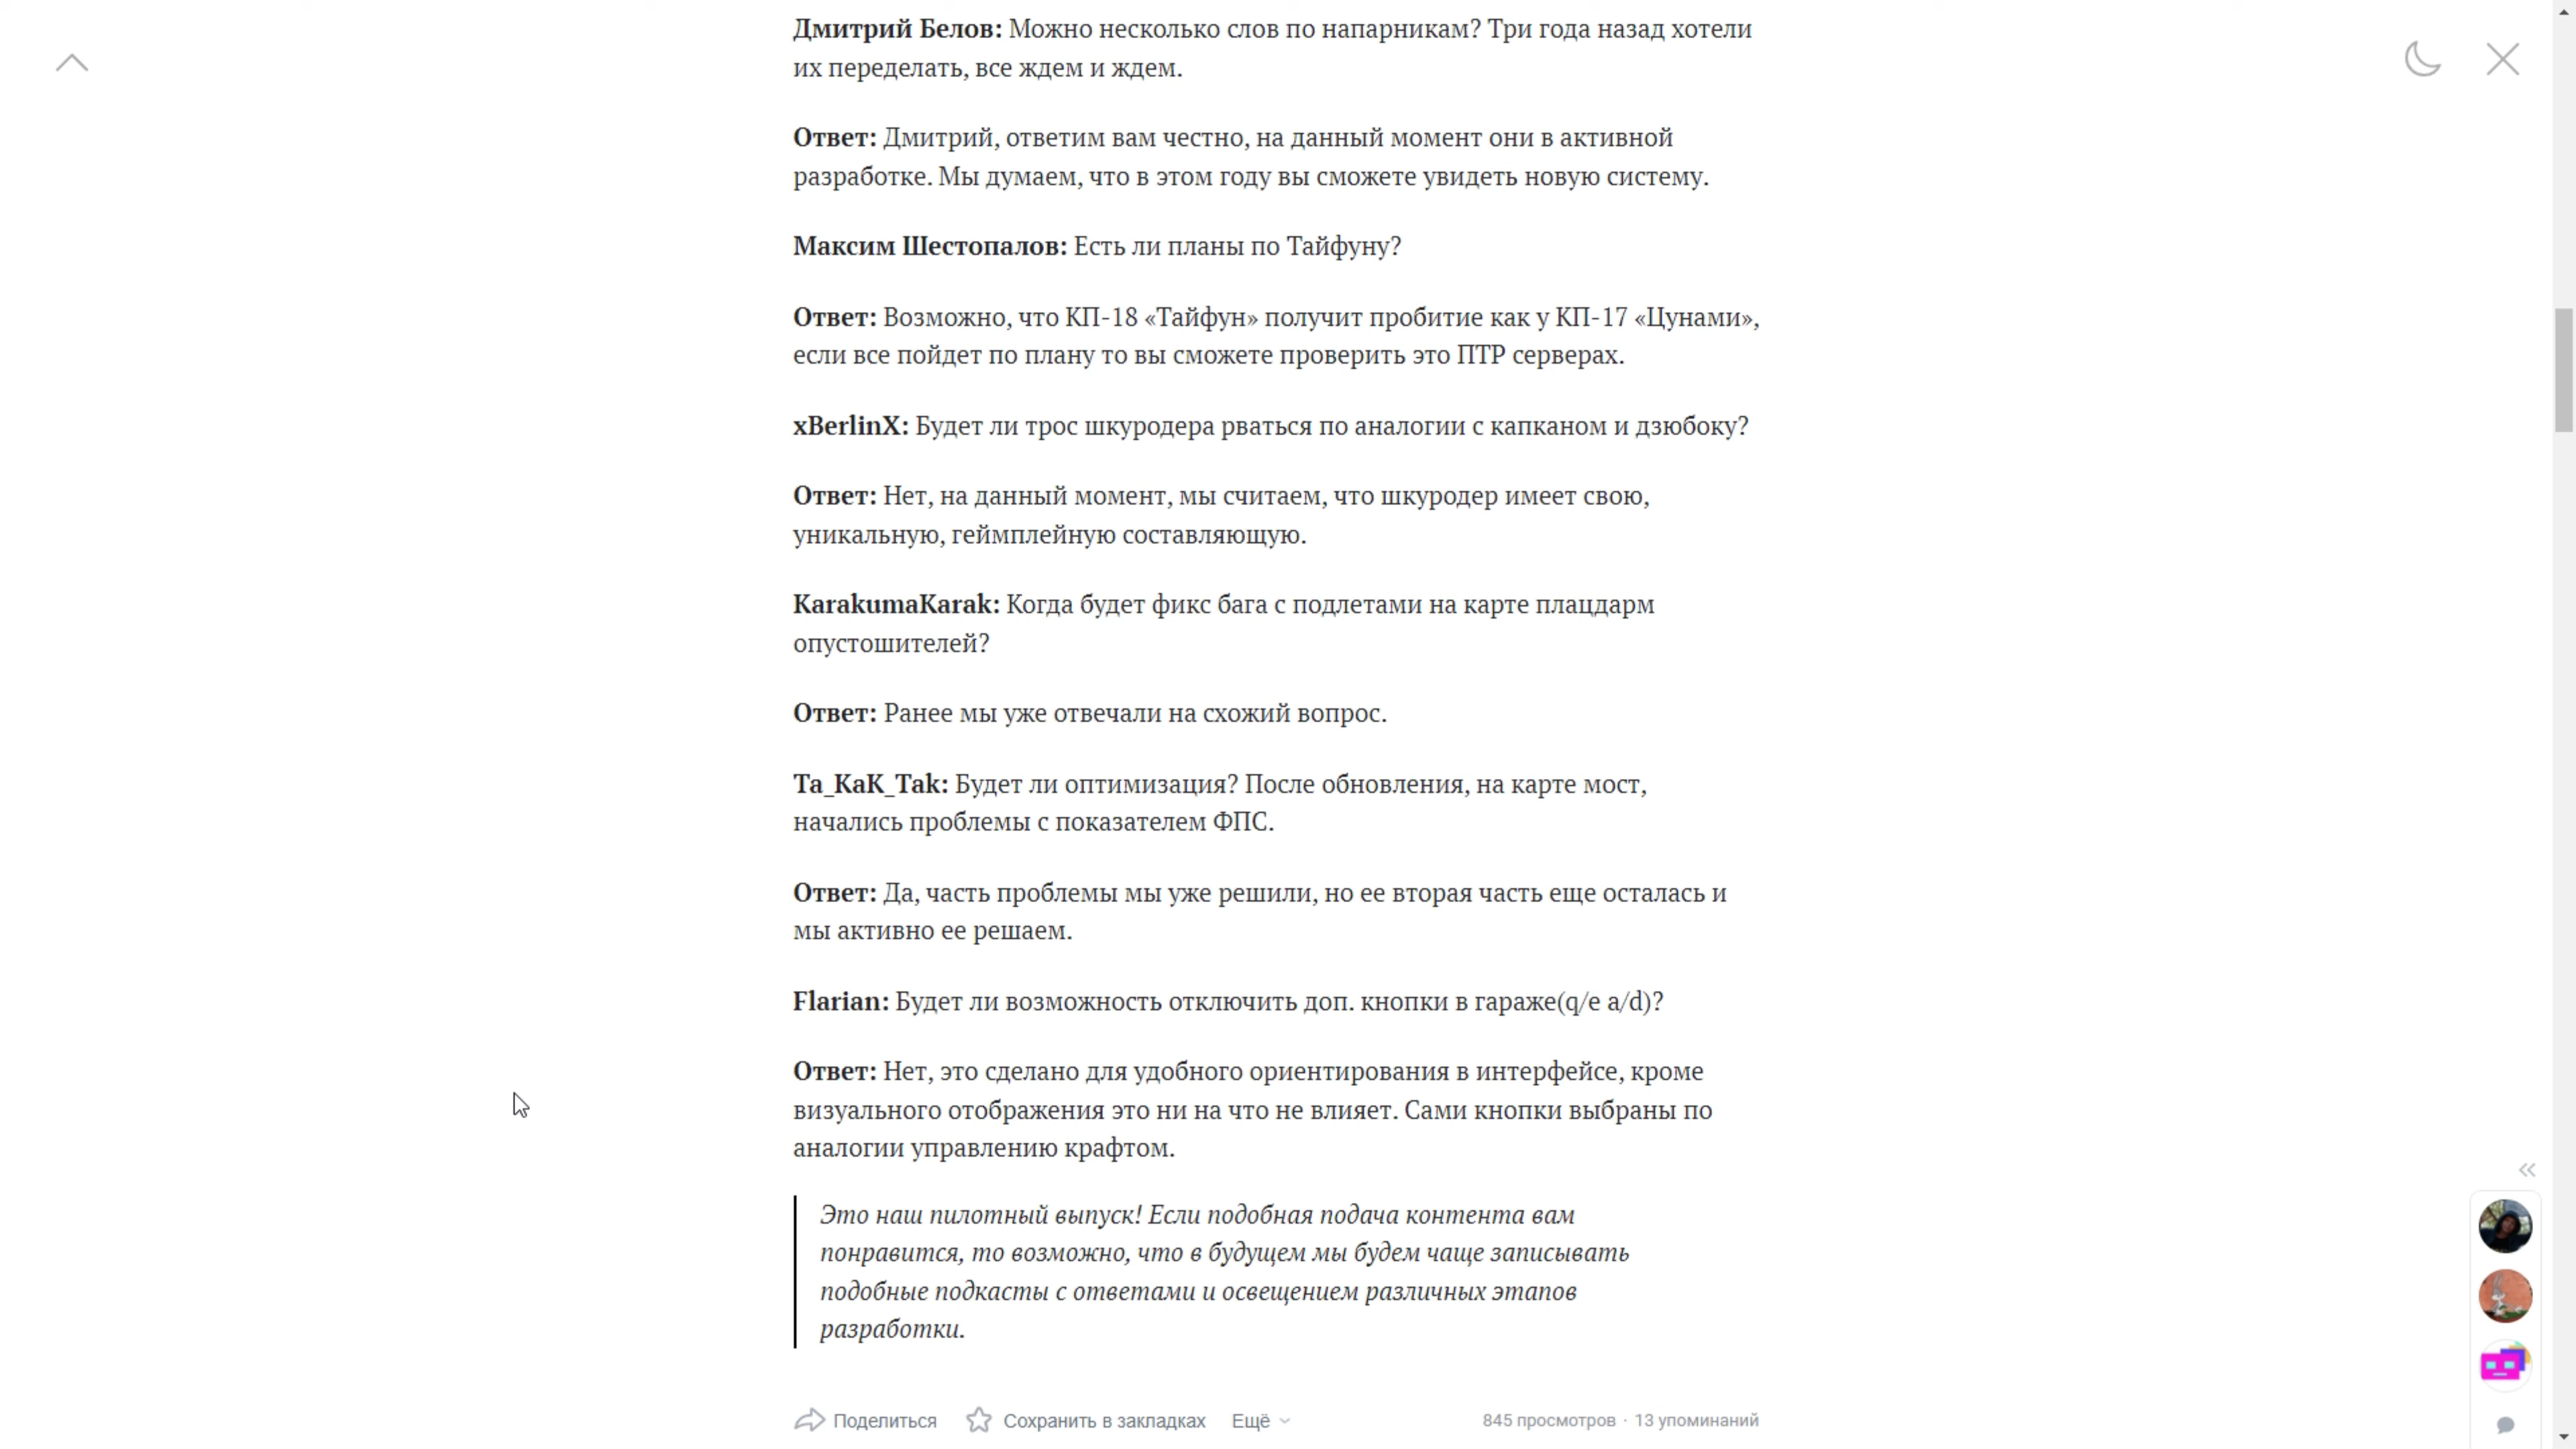 Дмитрий Белов: Можно несколько слов по напарникам? Три года назад хотели
их переделать, все ждем и ждем.
Ответ: Дмитрий, ответим вам честно, на данный момент они в активной
разработке. Мы думаем, что в этом году вы сможете увидеть новую систему.
Максим Шестопалов: Есть ли планы по Тайфуну?
Ответ: Возможно, что КП-18 «Тайфун» получит пробитие как у КП-17 «Цунами»,
если все пойдет по плану то вы сможете проверить это ПТР серверах.
xBerlinX: Будет ли трос шкуродера рваться по аналогии с капканом и дзюбоку?
Ответ: Нет, на данный момент, мы считаем, что шкуродер имеет свою,
уникальную, геймплейную составляющую.
KarakumaKarak: Когда будет фикс бага с подлетами на карте плацдарм
опустошителей?
Ответ: Ранее мы уже отвечали на схожий вопрос.
Ta_KaK_Tak: Будет ли оптимизация? После обновления, на карте мост,
начались проблемы с показателем ФПС.
Ответ: Да, часть проблемы мы уже решили, но ее вторая часть еще осталась и
мы активно ее решаем.
Flarian: Будет ли возможность отключить доп. кнопки в гараже(q/e a/d)?
Ответ: Нет, это сделано для удобного ориентирования в интерфейсе, кроме
визуального отображения это ни на что не влияет. Сами кнопки выбраны по
аналогии управлению крафтом.
Это наш пилотный выпуск! Если подобная подача контента вам
понравится, то возможно, что в будущем мы будем чаще записывать
подобные подкасты с ответами и освещением различных этапов
разработки.
Поделиться Сохранить в закладках Ещё 845 просмотров · 13 упоминаний